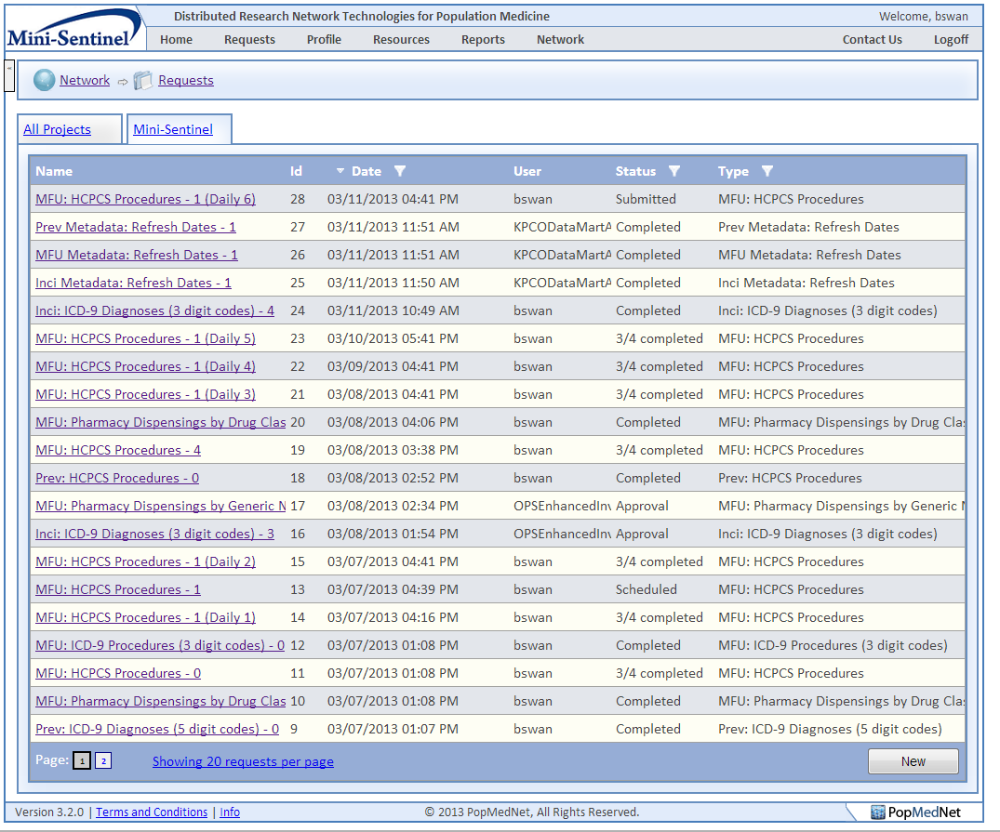 Mini-Sentinel
Distributed Research Network Technologies for Population Medicine Welcome, bswan
Home Requests Profile Resources Reports Network Contact Us Logoff
Network ⇨ Requests
All Projects Mini-Sentinel
Name Id Date User Status Type
MFU: HCPCS Procedures - 1 (Daily 6) 28 03/11/2013 04:41 PM bswan Submitted MFU: HCPCS Procedures
Prev Metadata: Refresh Dates - 1 27 03/11/2013 11:51 AM KPCODataMartA Completed Prev Metadata: Refresh Dates
MFU Metadata: Refresh Dates - 1 26 03/11/2013 11:51 AM KPCODataMartA Completed MFU Metadata: Refresh Dates
Inci Metadata: Refresh Dates - 1 25 03/11/2013 11:50 AM KPCODataMartA Completed Inci Metadata: Refresh Dates
Inci: ICD-9 Diagnoses (3 digit codes) - 4 24 03/11/2013 10:49 AM bswan Completed Inci: ICD-9 Diagnoses (3 digit codes)
MFU: HCPCS Procedures - 1 (Daily 5) 23 03/10/2013 05:41 PM bswan 3/4 completed MFU: HCPCS Procedures
MFU: HCPCS Procedures - 1 (Daily 4) 22 03/09/2013 04:41 PM bswan 3/4 completed MFU: HCPCS Procedures
MFU: HCPCS Procedures - 1 (Daily 3) 21 03/08/2013 04:41 PM bswan 3/4 completed MFU: HCPCS Procedures
MFU: Pharmacy Dispensings by Drug Clas 20 03/08/2013 04:06 PM bswan Completed MFU: Pharmacy Dispensings by Drug Clas
MFU: HCPCS Procedures - 4 19 03/08/2013 03:38 PM bswan 3/4 completed MFU: HCPCS Procedures
Prev: HCPCS Procedures - 0 18 03/08/2013 02:52 PM bswan Completed Prev: HCPCS Procedures
MFU: Pharmacy Dispensings by Generic N 17 03/08/2013 02:34 PM OPSEnhancedInv Approval MFU: Pharmacy Dispensings by Generic N
Inci: ICD-9 Diagnoses (3 digit codes) - 3 16 03/08/2013 01:54 PM OPSEnhancedInv Approval Inci: ICD-9 Diagnoses (3 digit codes)
MFU: HCPCS Procedures - 1 (Daily 2) 15 03/07/2013 04:41 PM bswan 3/4 completed MFU: HCPCS Procedures
MFU: HCPCS Procedures - 1 13 03/07/2013 04:39 PM bswan Scheduled MFU: HCPCS Procedures
MFU: HCPCS Procedures - 1 (Daily 1) 14 03/07/2013 04:16 PM bswan 3/4 completed MFU: HCPCS Procedures
MFU: ICD-9 Procedures (3 digit codes) - 0 12 03/07/2013 01:08 PM bswan Completed MFU: ICD-9 Procedures (3 digit codes)
MFU: HCPCS Procedures - 0 11 03/07/2013 01:08 PM bswan 3/4 completed MFU: HCPCS Procedures
MFU: Pharmacy Dispensings by Drug Clas 10 03/07/2013 01:08 PM bswan Completed MFU: Pharmacy Dispensings by Drug Clas
Prev: ICD-9 Diagnoses (5 digit codes) - 0 9 03/07/2013 01:07 PM bswan Completed Prev: ICD-9 Diagnoses (5 digit codes)
Page: 1 2 Showing 20 requests per page New
Version 3.2.0 | Terms and Conditions | Info © 2013 PopMedNet, All Rights Reserved. PopMedNet